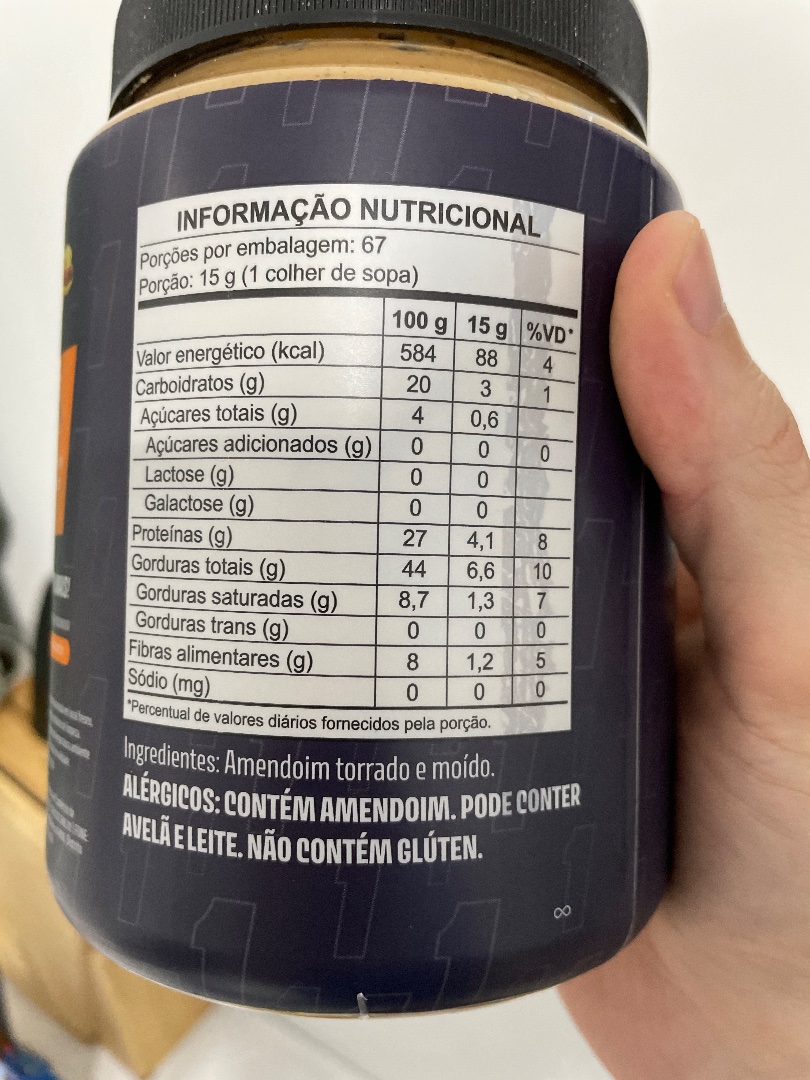 INFORMAÇÃO NUTRICIONAL
Porções por embalagem: 67
Porção: 15 g (1 colher de sopa)
100 g 15 g %VD*
Valor energético (kcal) 584 88 4
Carboidratos (g) 20 3 1
Açúcares totais (g) 4 0,6
Açúcares adicionados (g) 0 0 0
Lactose (g) 0 0
Galactose (g) 0 0
Proteínas (g) 27 4,1 8
Gorduras totais (g) 44 6,6 10
Gorduras saturadas (g) 8,7 1,3 7
Gorduras trans (g) 0 0 0
Fibras alimentares (g) 8 1,2 5
Sódio (mg) 0 0 0
*Percentual de valores diários fornecidos pela porção.
Ingredientes: Amendoim torrado e moído.
ALÉRGICOS: CONTÉM AMENDOIM. PODE CONTER
AVELÃ E LEITE. NÃO CONTÉM GLÚTEN.
∞